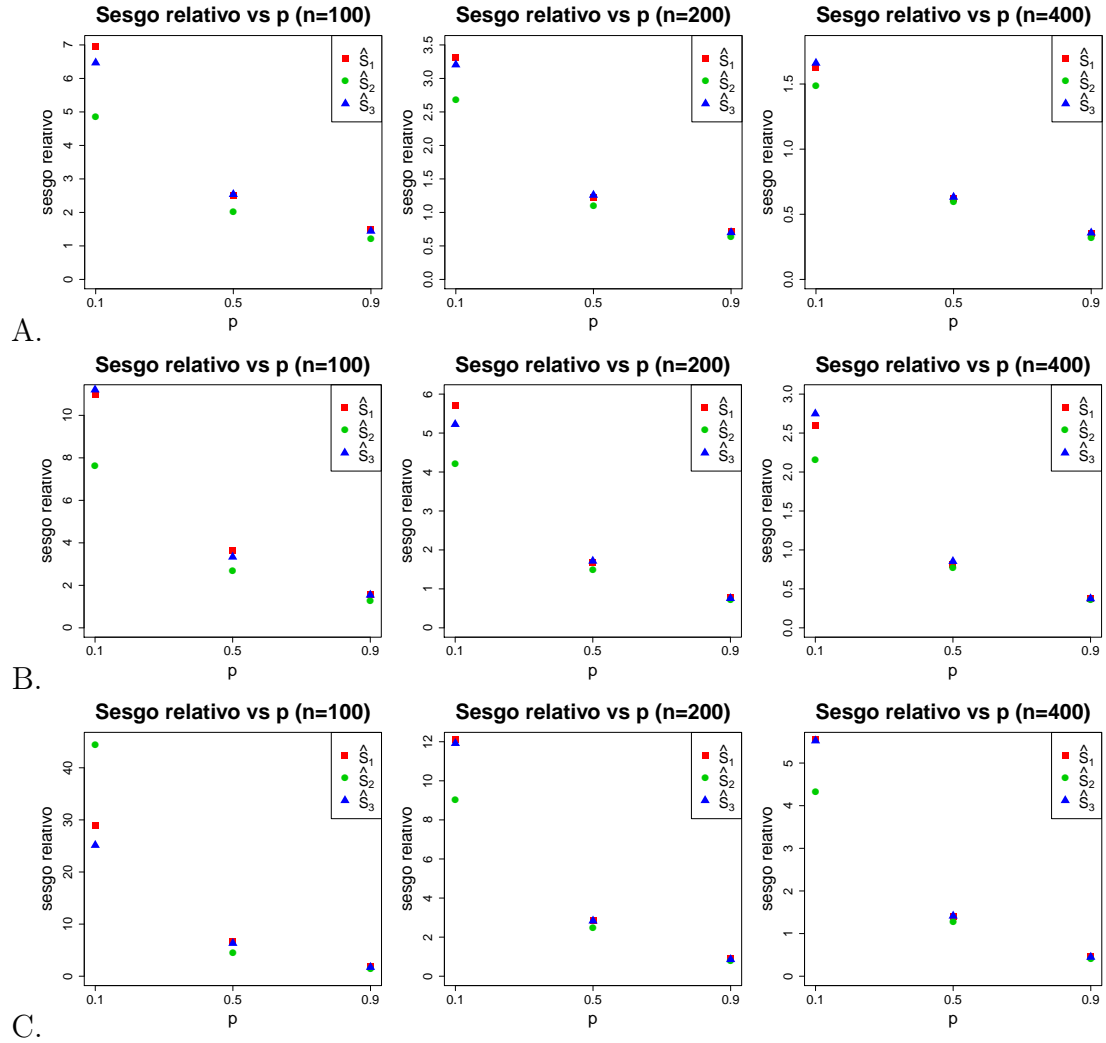 Sesgo relativo vs p (n=100)
sesgo relativo
0 1 2 3 4 5 6 7
Ŝ1
Ŝ2
Ŝ3
0.1 0.5 0.9
p
Sesgo relativo vs p (n=200)
sesgo relativo
0.0 0.5 1.0 1.5 2.0 2.5 3.0 3.5
Ŝ1
Ŝ2
Ŝ3
0.1 0.5 0.9
p
Sesgo relativo vs p (n=400)
sesgo relativo
0.0 0.5 1.0 1.5
Ŝ1
Ŝ2
Ŝ3
0.1 0.5 0.9
p
A.
Sesgo relativo vs p (n=100)
sesgo relativo
0 2 4 6 8 10
Ŝ1
Ŝ2
Ŝ3
0.1 0.5 0.9
p
Sesgo relativo vs p (n=200)
sesgo relativo
0 1 2 3 4 5 6
Ŝ1
Ŝ2
Ŝ3
0.1 0.5 0.9
p
Sesgo relativo vs p (n=400)
sesgo relativo
0.0 0.5 1.0 1.5 2.0 2.5 3.0
Ŝ1
Ŝ2
Ŝ3
0.1 0.5 0.9
p
B.
Sesgo relativo vs p (n=100)
sesgo relativo
0 10 20 30 40
Ŝ1
Ŝ2
Ŝ3
0.1 0.5 0.9
p
Sesgo relativo vs p (n=200)
sesgo relativo
0 2 4 6 8 10 12
Ŝ1
Ŝ2
Ŝ3
0.1 0.5 0.9
p
Sesgo relativo vs p (n=400)
sesgo relativo
0 1 2 3 4 5
Ŝ1
Ŝ2
Ŝ3
0.1 0.5 0.9
p
C.